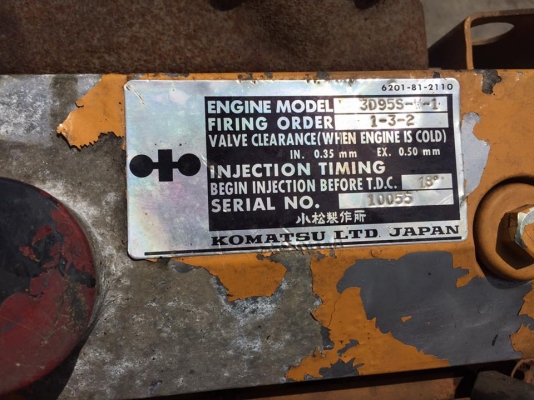 6201-81-2110
ENGINE MODEL 3D95S-W-1
FIRING ORDER 1-3-2
VALVE CLEARANCE (WHEN ENGINE IS COLD)
IN. 0.35 mm EX. 0.50 mm
INJECTION TIMING
BEGIN INJECTION BEFORE T.D.C. 18°
SERIAL NO. 10055
小松製作所
KOMATSU LTD. JAPAN